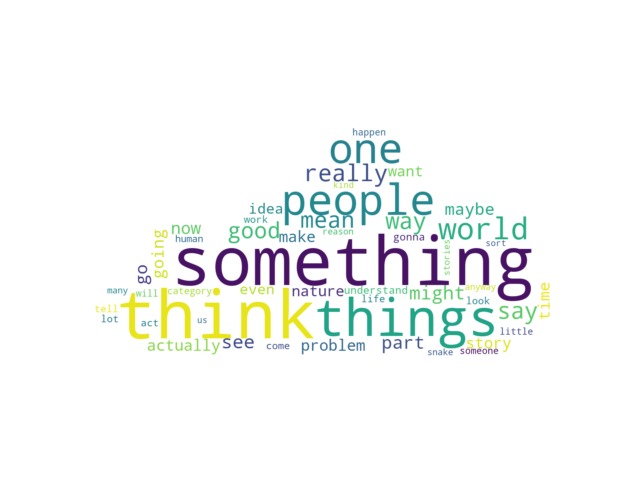 happen
one
really want
kind
people
idea mean way maybe
work
now good make reason gonna world
human sort
going something stories
go
many will category even nature understand might anyway time
life look
tell think things say
lot act us little
actually see come problem part snake someone story